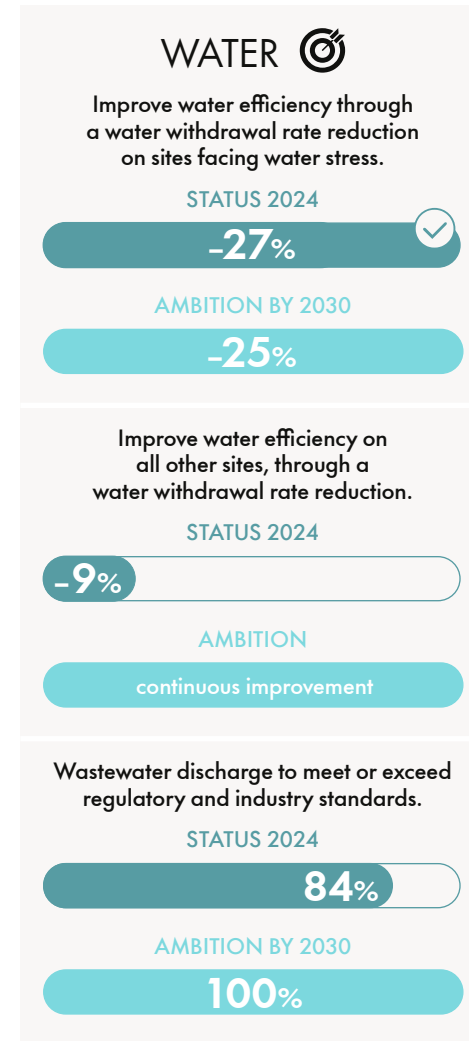 WATER
Improve water efficiency through
a water withdrawal rate reduction
on sites facing water stress.
STATUS 2024
–27%
AMBITION BY 2030
–25%
Improve water efficiency on
all other sites, through a
water withdrawal rate reduction.
STATUS 2024
–9%
AMBITION
continuous improvement
Wastewater discharge to meet or exceed
regulatory and industry standards.
STATUS 2024
84%
AMBITION BY 2030
100%